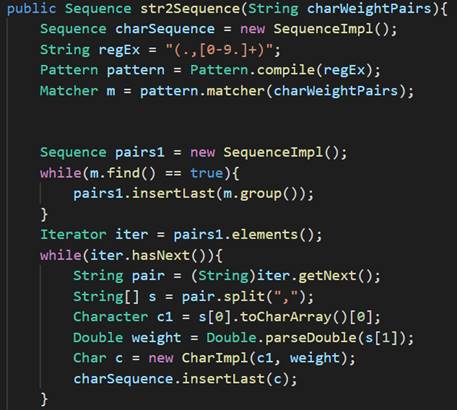 public Sequence str2Sequence(String charWeightPairs){
Sequence charSequence = new SequenceImpl();
String regEx = "(.,[0-9.]+)";
Pattern pattern = Pattern.compile(regEx);
Matcher m = pattern.matcher(charWeightPairs);
Sequence pairs1 = new SequenceImpl();
while(m.find() == true){
pairs1.insertLast(m.group());
}
Iterator iter = pairs1.elements();
while(iter.hasNext()){
String pair = (String)iter.getNext();
String[] s = pair.split(",");
Character c1 = s[0].toCharArray()[0];
Double weight = Double.parseDouble(s[1]);
Char c = new CharImpl(c1, weight);
charSequence.insertLast(c);
}